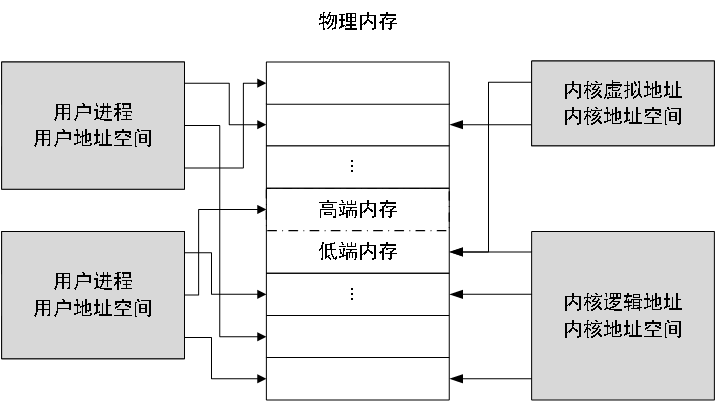 物理内存
用户进程
用户地址空间
用户进程
用户地址空间
⋮
高端内存
低端内存
⋮
内核虚拟地址
内核地址空间
内核逻辑地址
内核地址空间